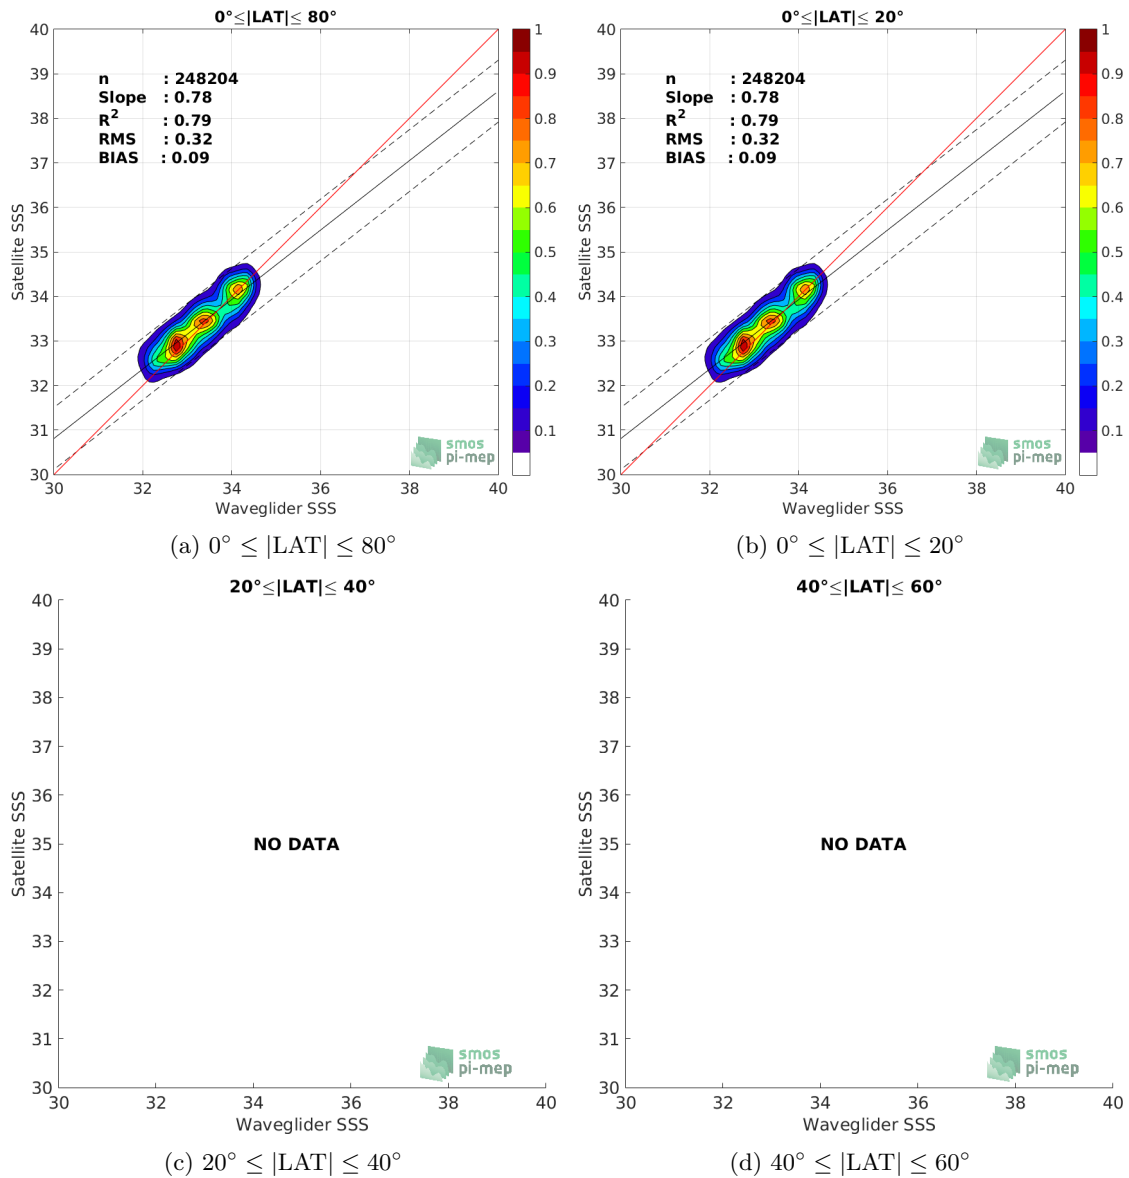 0°≤|LAT|≤ 80°
40
39
38
37
36
35
34
33
32
31
30
Satellite SSS
n : 248204
Slope : 0.78
R2 : 0.79
RMS : 0.32
BIAS : 0.09
smos
pi-mep
30 32 34 36 38 40
Waveglider SSS
1
0.9
0.8
0.7
0.6
0.5
0.4
0.3
0.2
0.1
(a) 0° ≤ |LAT| ≤ 80°
0°≤|LAT|≤ 20°
40
39
38
37
36
35
34
33
32
31
30
Satellite SSS
n : 248204
Slope : 0.78
R2 : 0.79
RMS : 0.32
BIAS : 0.09
smos
pi-mep
30 32 34 36 38 40
Waveglider SSS
1
0.9
0.8
0.7
0.6
0.5
0.4
0.3
0.2
0.1
(b) 0° ≤ |LAT| ≤ 20°
20°≤|LAT|≤ 40°
40
39
38
37
36
35
34
33
32
31
30
Satellite SSS
NO DATA
smos
pi-mep
30 32 34 36 38 40
Waveglider SSS
(c) 20° ≤ |LAT| ≤ 40°
40°≤|LAT|≤ 60°
40
39
38
37
36
35
34
33
32
31
30
Satellite SSS
NO DATA
smos
pi-mep
30 32 34 36 38 40
Waveglider SSS
(d) 40° ≤ |LAT| ≤ 60°